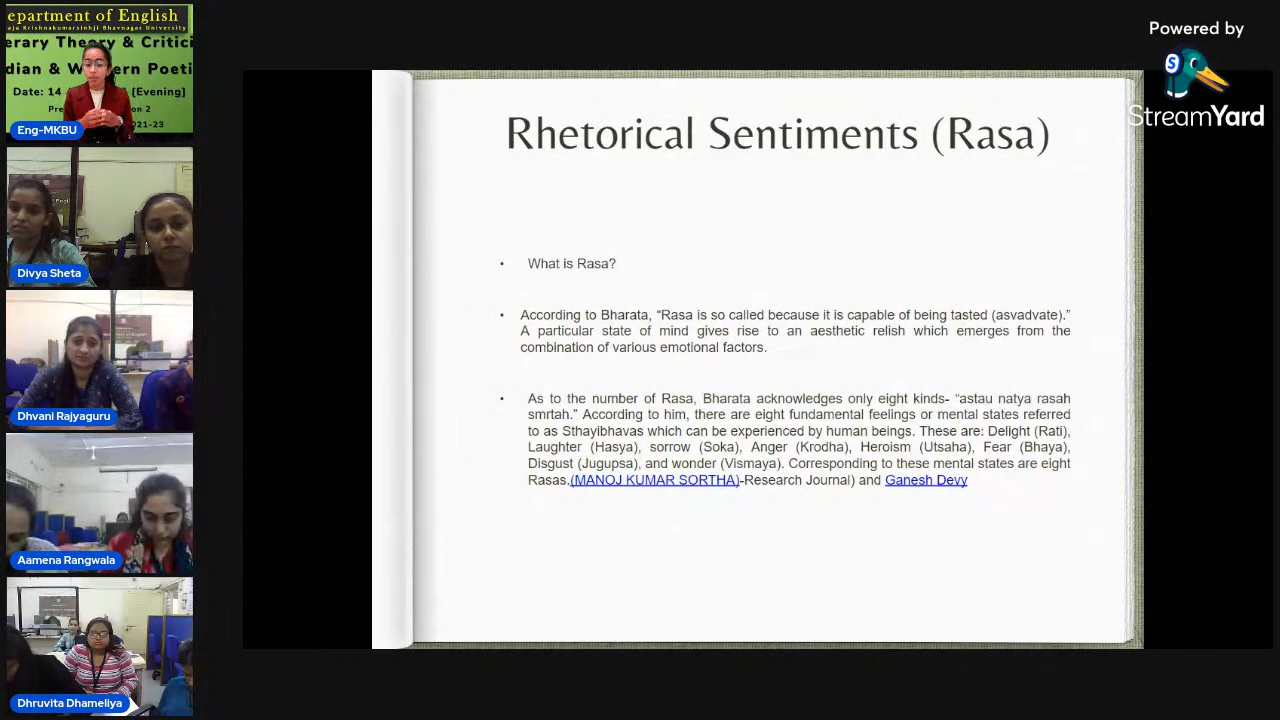 epartment of English
aja Krishnakumarsinhji Bhavnagar University
erary Theory & Critici
dian & Western Poeti
Date: 14 [Evening]
021-23
Eng-MKBU
Divya Sheta
Dhvani Rajyaguru
Aamena Rangwala
Dhruvita Dhameliya
Rhetorical Sentiments (Rasa)
• What is Rasa?
• According to Bharata, “Rasa is so called because it is capable of being tasted (asvadvate).”
A particular state of mind gives rise to an aesthetic relish which emerges from the
combination of various emotional factors.
• As to the number of Rasa, Bharata acknowledges only eight kinds- “astau natya rasah
smrtah.” According to him, there are eight fundamental feelings or mental states referred
to as Sthayibhavas which can be experienced by human beings. These are: Delight (Rati),
Laughter (Hasya), sorrow (Soka), Anger (Krodha), Heroism (Utsaha), Fear (Bhaya),
Disgust (Jugupsa), and wonder (Vismaya). Corresponding to these mental states are eight
Rasas.(MANOJ KUMAR SORTHA)-Research Journal) and Ganesh Devy
Powered by
S
StreamYard